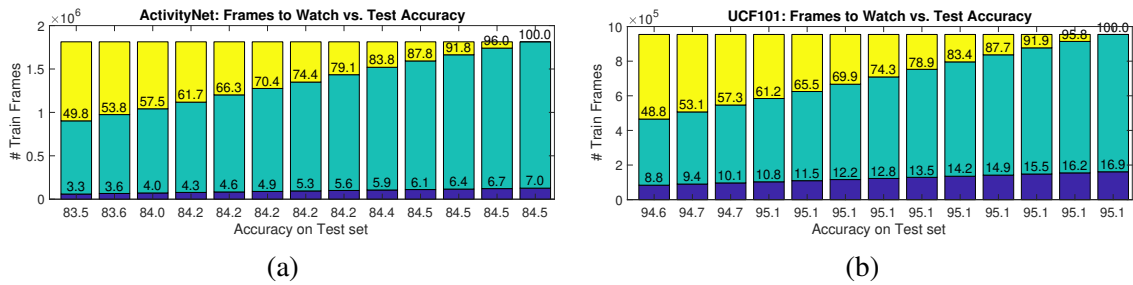 ActivityNet: Frames to Watch vs. Test Accuracy
×10^6
2
1.5
1
0.5
0
# Train Frames
49.8 53.8 57.5 61.7 66.3 70.4 74.4 79.1 83.8 87.8 91.8 96.0 100.0
3.3 3.6 4.0 4.3 4.6 4.9 5.3 5.6 5.9 6.1 6.4 6.7 7.0
83.5 83.6 84.0 84.2 84.2 84.2 84.2 84.2 84.4 84.5 84.5 84.5 84.5
Accuracy on Test set
(a)
UCF101: Frames to Watch vs. Test Accuracy
×10^5
10
8
6
4
2
0
# Train Frames
48.8 53.1 57.3 61.2 65.5 69.9 74.3 78.9 83.4 87.7 91.9 95.8 100.0
8.8 9.4 10.1 10.8 11.5 12.2 12.8 13.5 14.2 14.9 15.5 16.2 16.9
94.6 94.7 94.7 95.1 95.1 95.1 95.1 95.1 95.1 95.1 95.1 95.1 95.1
Accuracy on Test set
(b)